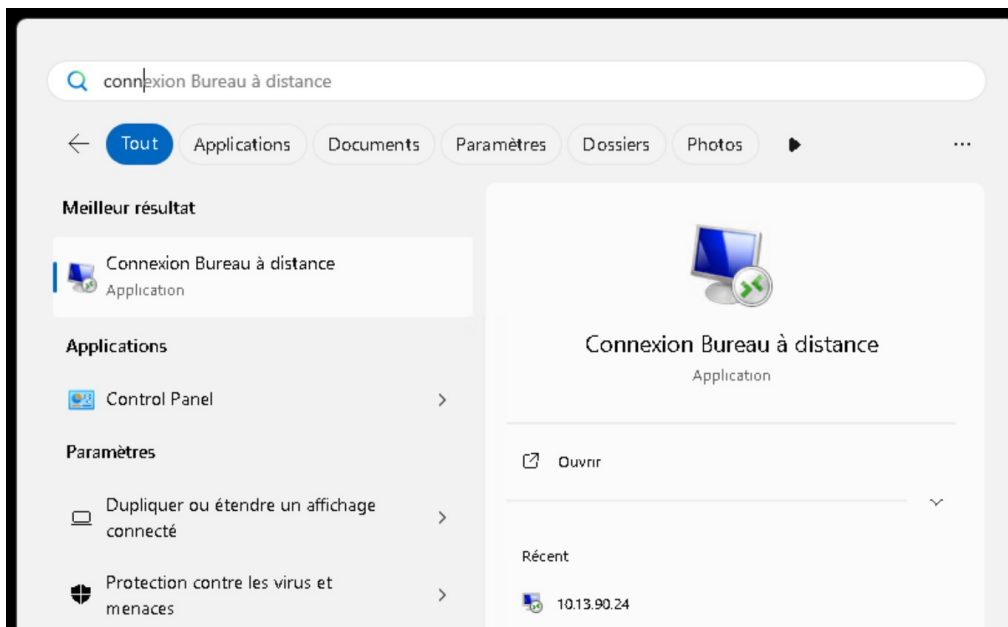 connexion Bureau à distance
Tout Applications Documents Paramètres Dossiers Photos ...
Meilleur résultat
Connexion Bureau à distance
Application
Applications
Control Panel
Paramètres
Dupliquer ou étendre un affichage
connecté
Protection contre les virus et
menaces
Connexion Bureau à distance
Application
Ouvrir
Récent
10.13.90.24